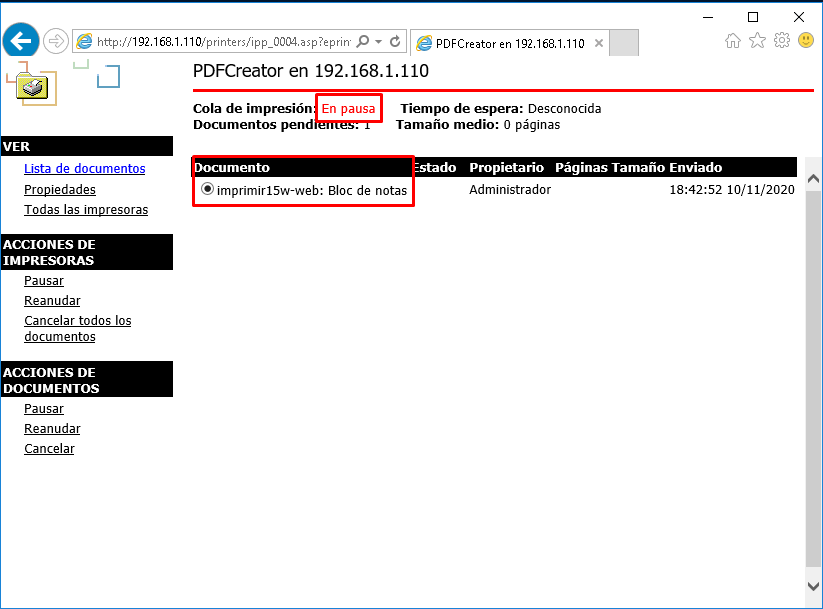 http://192.168.1.110/printers/ipp_0004.asp?eprin
PDFCreator en 192.168.1.110
PDFCreator en 192.168.1.110
Cola de impresión: En pausa Tiempo de espera: Desconocida
Documentos pendientes: 1 Tamaño medio: 0 páginas
VER
Lista de documentos
Propiedades
Todas las impresoras
ACCIONES DE
IMPRESORAS
Pausar
Reanudar
Cancelar todos los
documentos
ACCIONES DE
DOCUMENTOS
Pausar
Reanudar
Cancelar
Documento Estado Propietario Páginas Tamaño Enviado
imprimir15w-web: Bloc de notas Administrador 18:42:52 10/11/2020